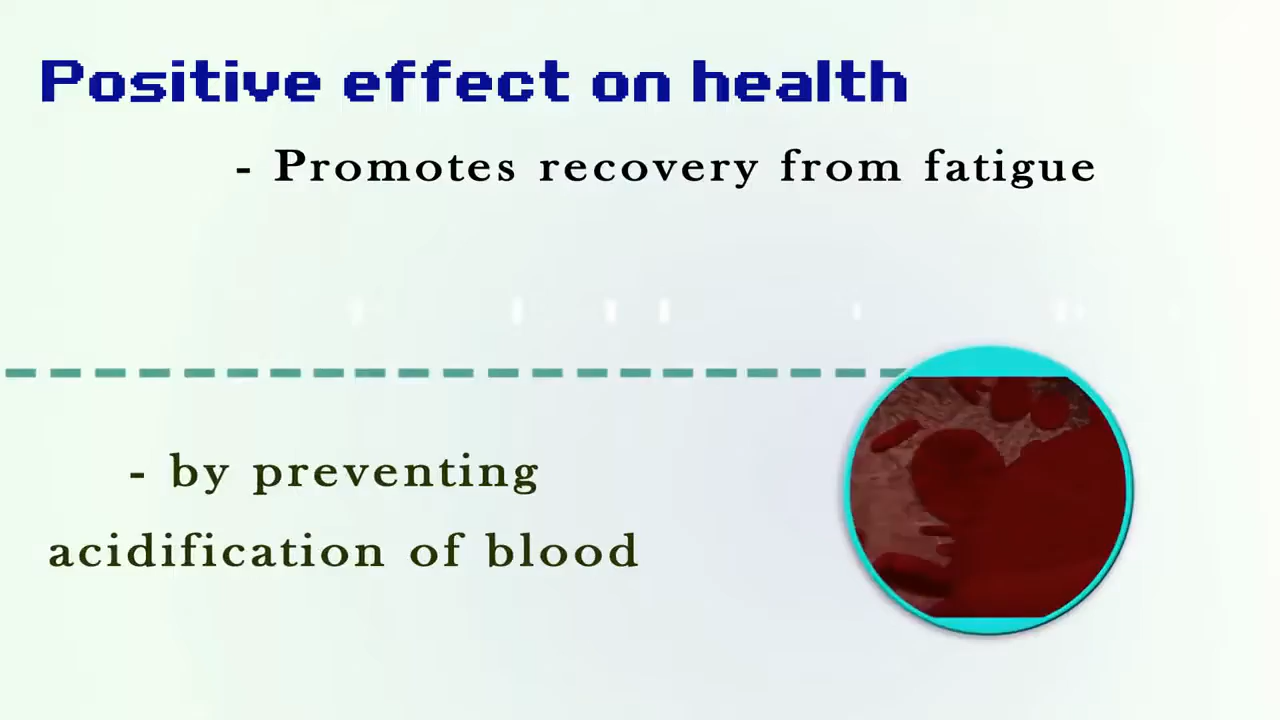 Positive effect on health
- Promotes recovery from fatigue
- by preventing
acidification of blood